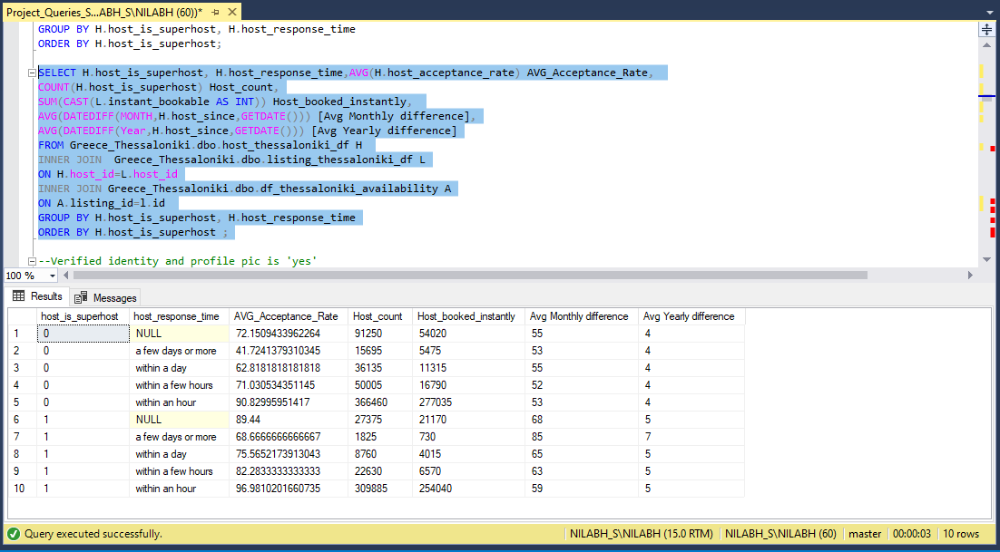 Project_Queries_S...ABH_S\NILABH (60))*
GROUP BY H.host_is_superhost, H.host_response_time
ORDER BY H.host_is_superhost;
SELECT H.host_is_superhost, H.host_response_time,AVG(H.host_acceptance_rate) AVG_Acceptance_Rate,
COUNT(H.host_is_superhost) Host_count,
SUM(CAST(L.instant_bookable AS INT)) Host_booked_instantly,
AVG(DATEDIFF(MONTH,H.host_since,GETDATE())) [Avg Monthly difference],
AVG(DATEDIFF(Year,H.host_since,GETDATE())) [Avg Yearly difference]
FROM Greece_Thessaloniki.dbo.host_thessaloniki_df H
INNER JOIN  Greece_Thessaloniki.dbo.listing_thessaloniki_df L
ON H.host_id=L.host_id
INNER JOIN Greece_Thessaloniki.dbo.df_thessaloniki_availability A
ON A.listing_id=l.id
GROUP BY H.host_is_superhost, H.host_response_time
ORDER BY H.host_is_superhost ;
--Verified identity and profile pic is 'yes'
100 %
Results Messages
host_is_superhost host_response_time AVG_Acceptance_Rate Host_count Host_booked_instantly Avg Monthly difference Avg Yearly difference
1 0 NULL 72.1509433962264 91250 54020 55 4
2 0 a few days or more 41.7241379310345 15695 5475 53 4
3 0 within a day 62.8181818181818 36135 11315 55 4
4 0 within a few hours 71.030534351145 50005 16790 52 4
5 0 within an hour 90.82995951417 366460 277035 53 4
6 1 NULL 89.44 27375 21170 68 5
7 1 a few days or more 68.6666666666667 1825 730 85 7
8 1 within a day 75.5652173913043 8760 4015 65 5
9 1 within a few hours 82.2833333333333 22630 6570 63 5
10 1 within an hour 96.9810201660735 309885 254040 59 5
Query executed successfully. NILABH_S\NILABH (15.0 RTM) NILABH_S\NILABH (60) master 00:00:03 10 rows